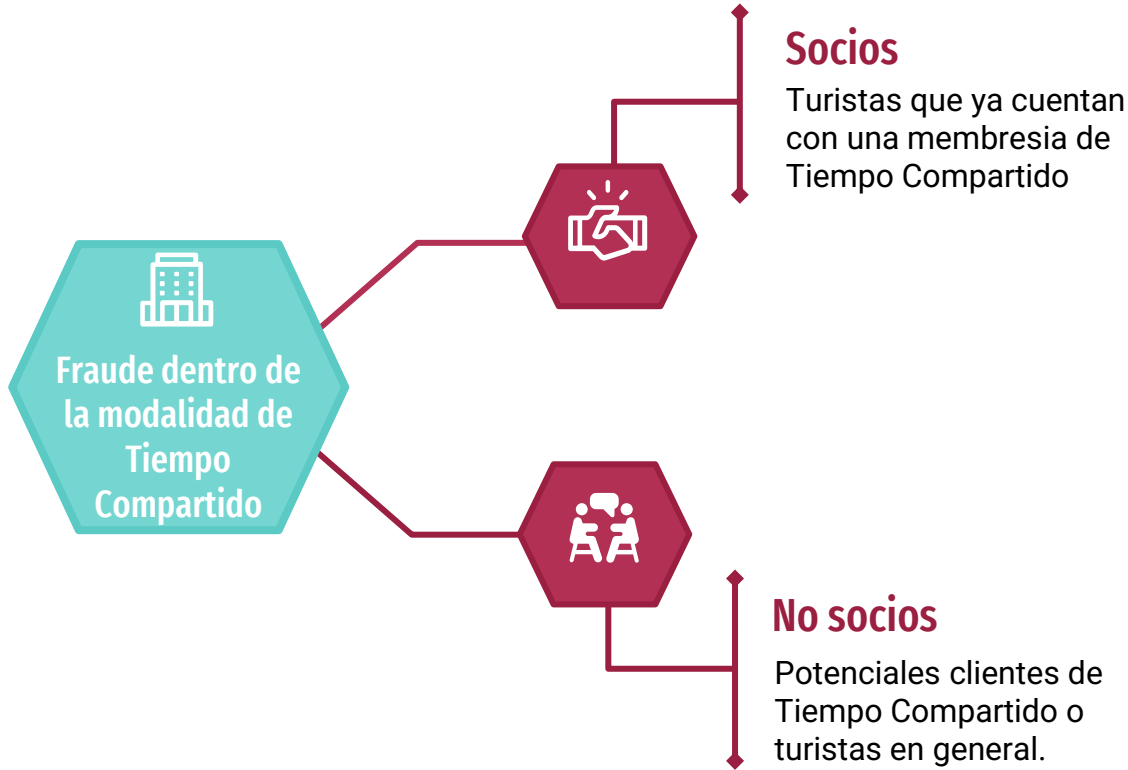 Fraude dentro de
la modalidad de
Tiempo
Compartido
Socios
Turistas que ya cuentan
con una membresia de
Tiempo Compartido
No socios
Potenciales clientes de
Tiempo Compartido o
turistas en general.